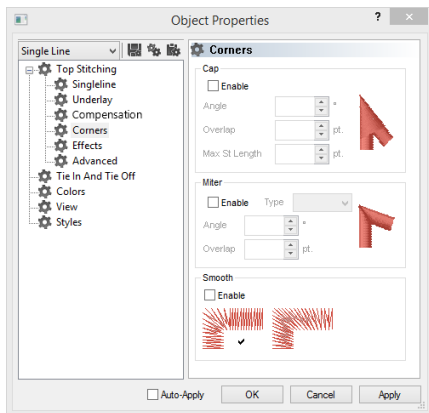 Object Properties
?
Single Line
Top Stitching
Singleline
Underlay
Compensation
Corners
Effects
Advanced
Tie In And Tie Off
Colors
View
Styles
Corners
Cap
Enable
Angle °
Overlap pt.
Max St Length pt.
Miter
Enable Type
Angle °
Overlap pt.
Smooth
Enable
Auto-Apply OK Cancel Apply